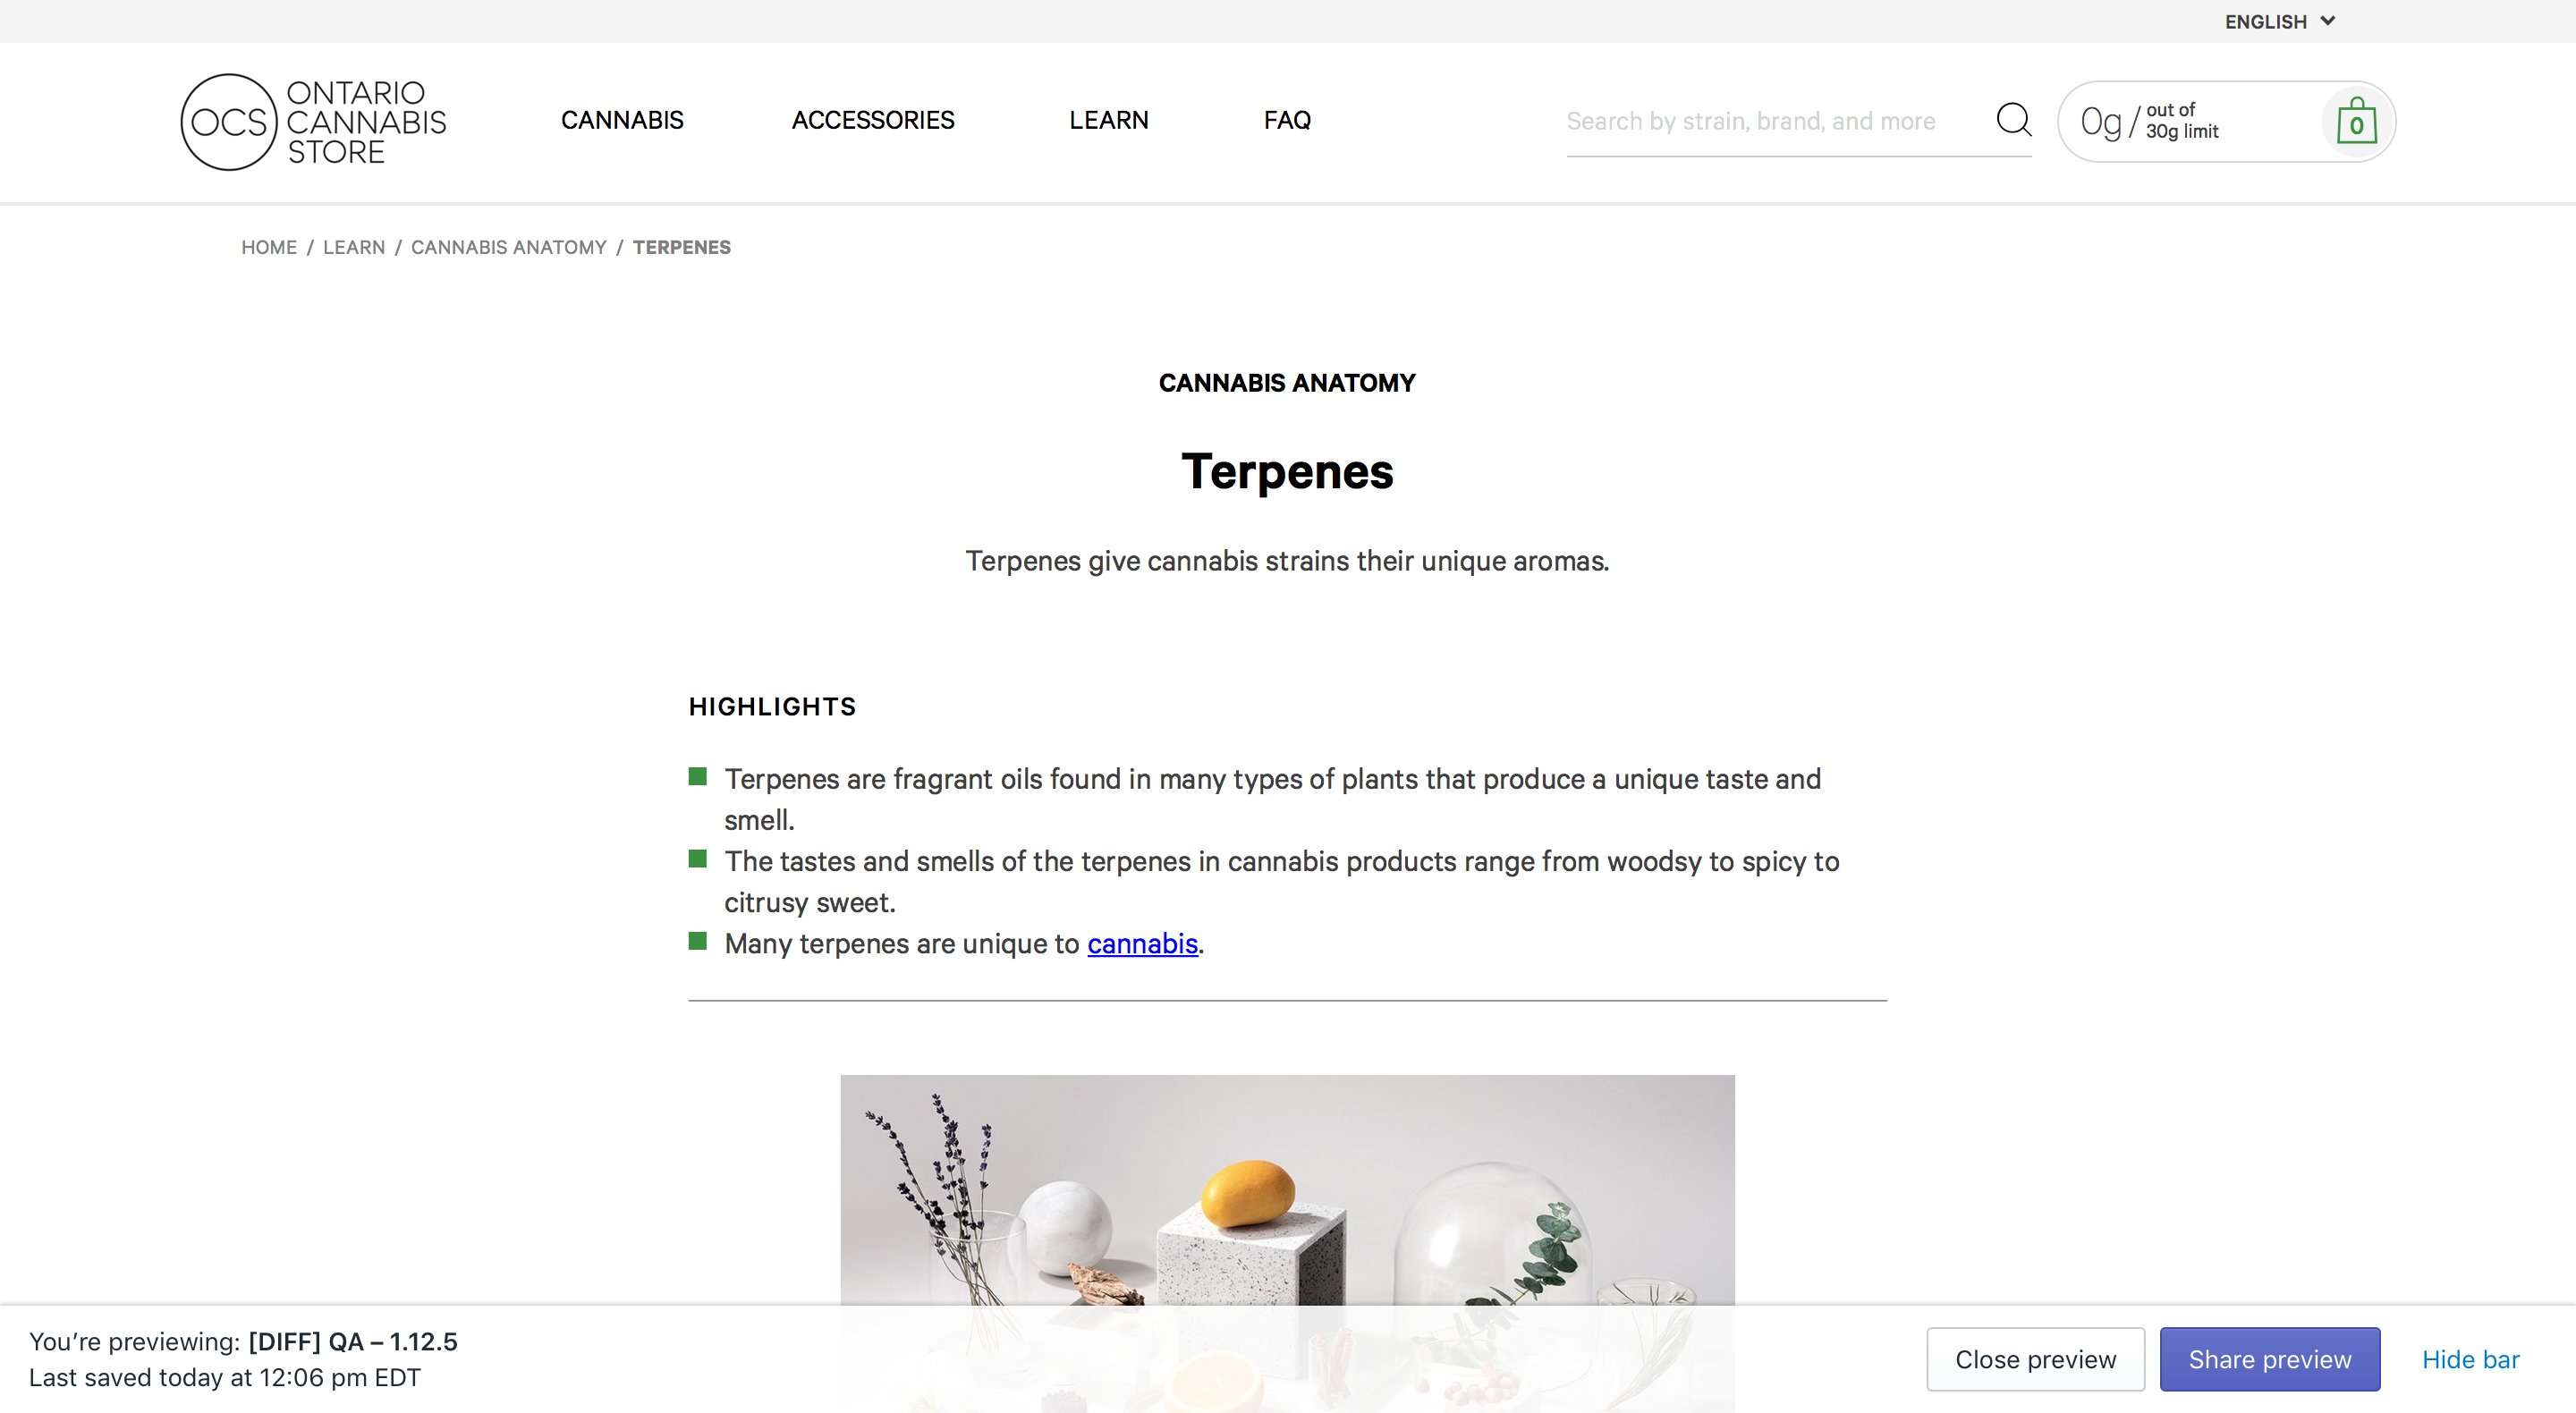 ENGLISH
OCS ONTARIO CANNABIS STORE
CANNABIS ACCESSORIES LEARN FAQ
Search by strain, brand, and more
0g / out of 30g limit
0
HOME / LEARN / CANNABIS ANATOMY / TERPENES
CANNABIS ANATOMY
Terpenes
Terpenes give cannabis strains their unique aromas.
HIGHLIGHTS
Terpenes are fragrant oils found in many types of plants that produce a unique taste and
smell.
The tastes and smells of the terpenes in cannabis products range from woodsy to spicy to
citrusy sweet.
Many terpenes are unique to cannabis.
You’re previewing: [DIFF] QA – 1.12.5
Last saved today at 12:06 pm EDT
Close preview
Share preview
Hide bar